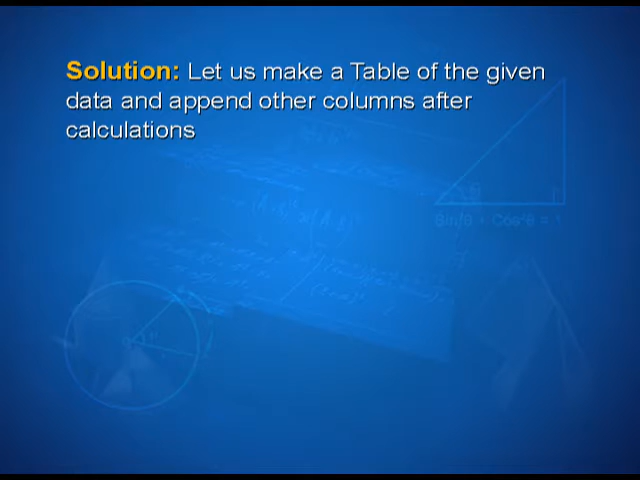 Solution: Let us make a Table of the given
data and append other columns after
calculations